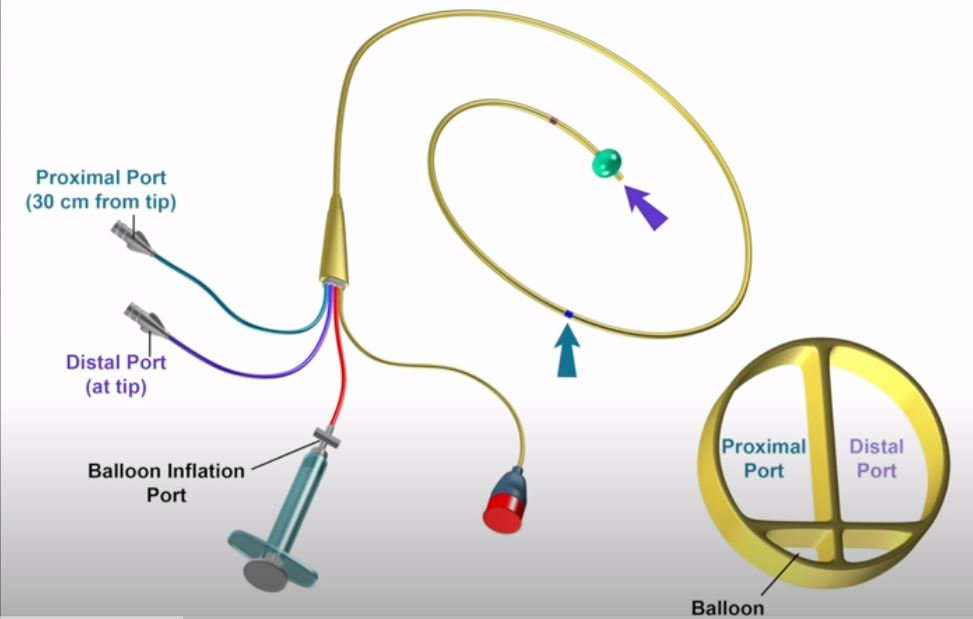 Proximal Port
(30 cm from tip)
Distal Port
(at tip)
Balloon Inflation
Port
Proximal
Port
Distal
Port
Balloon